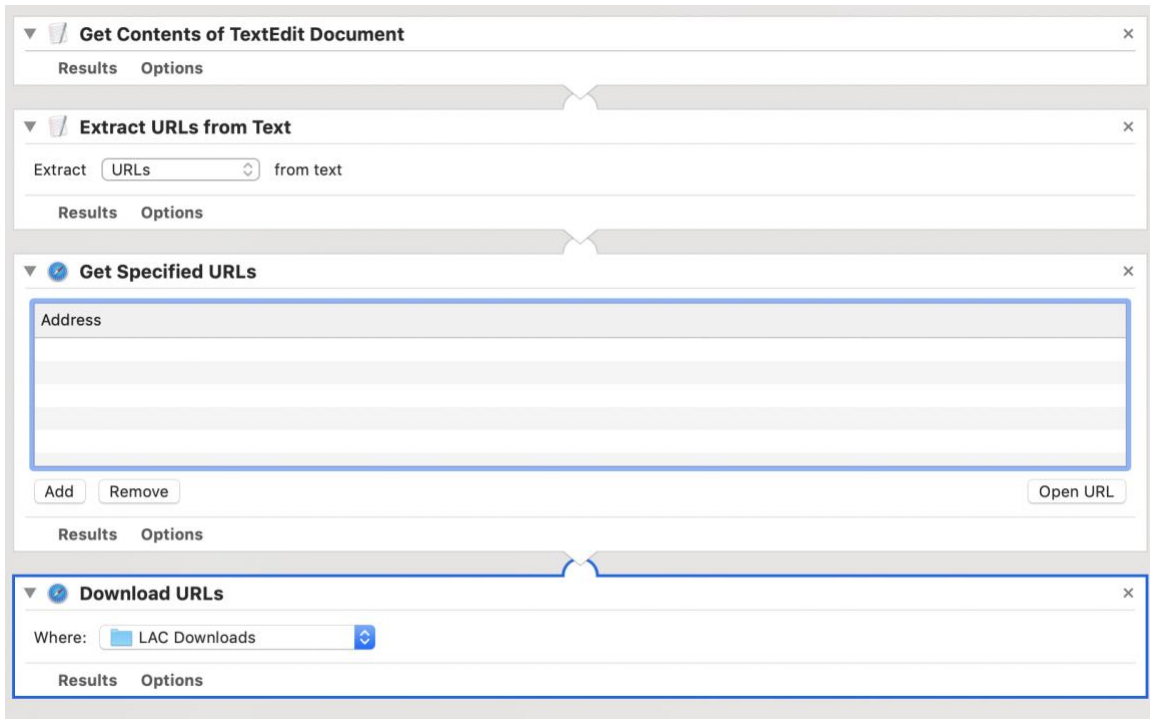 Get Contents of TextEdit Document
Results Options
Extract URLs from Text
Extract URLs from text
Results Options
Get Specified URLs
Address
Add Remove Open URL
Results Options
Download URLs
Where: LAC Downloads
Results Options